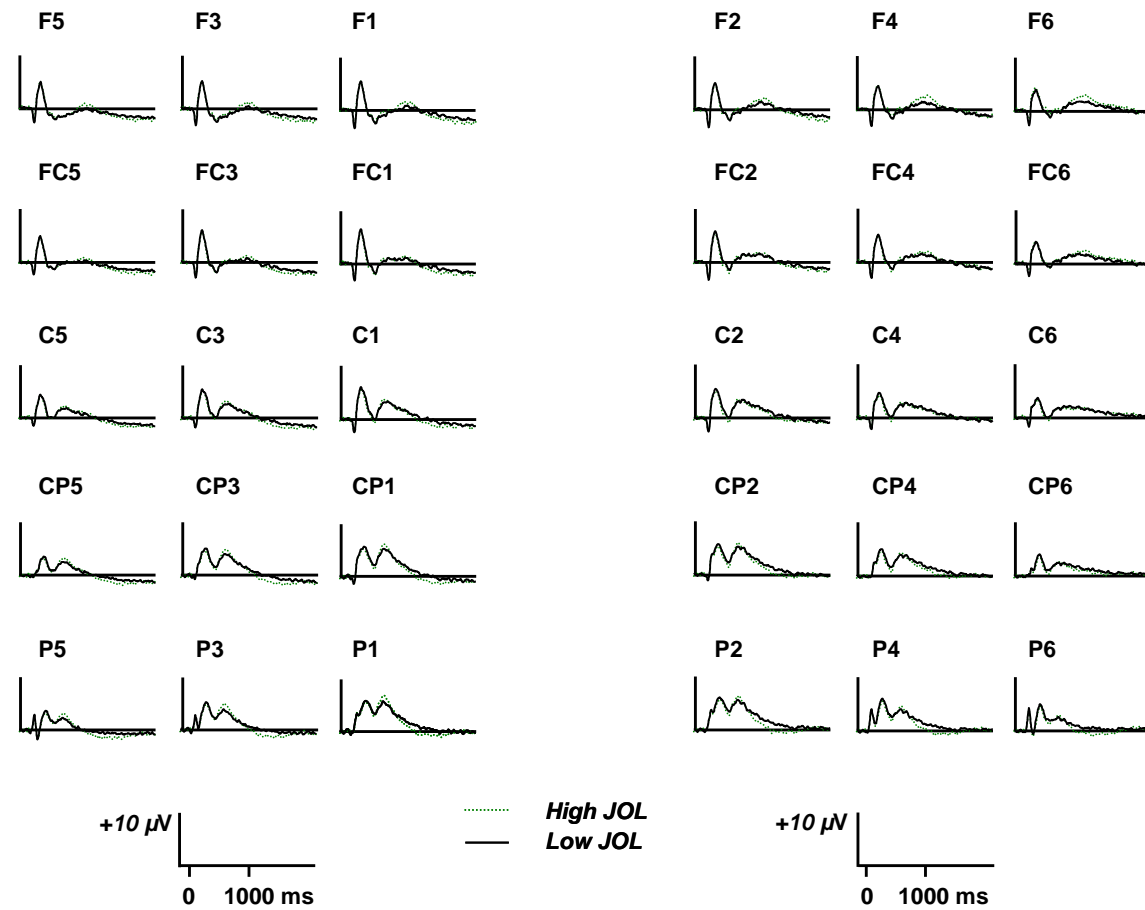 F5 F3 F1 F2 F4 F6
FC5 FC3 FC1 FC2 FC4 FC6
C5 C3 C1 C2 C4 C6
CP5 CP3 CP1 CP2 CP4 CP6
P5 P3 P1 P2 P4 P6
+10 µV High JOL +10 µV
Low JOL
0 1000 ms 0 1000 ms